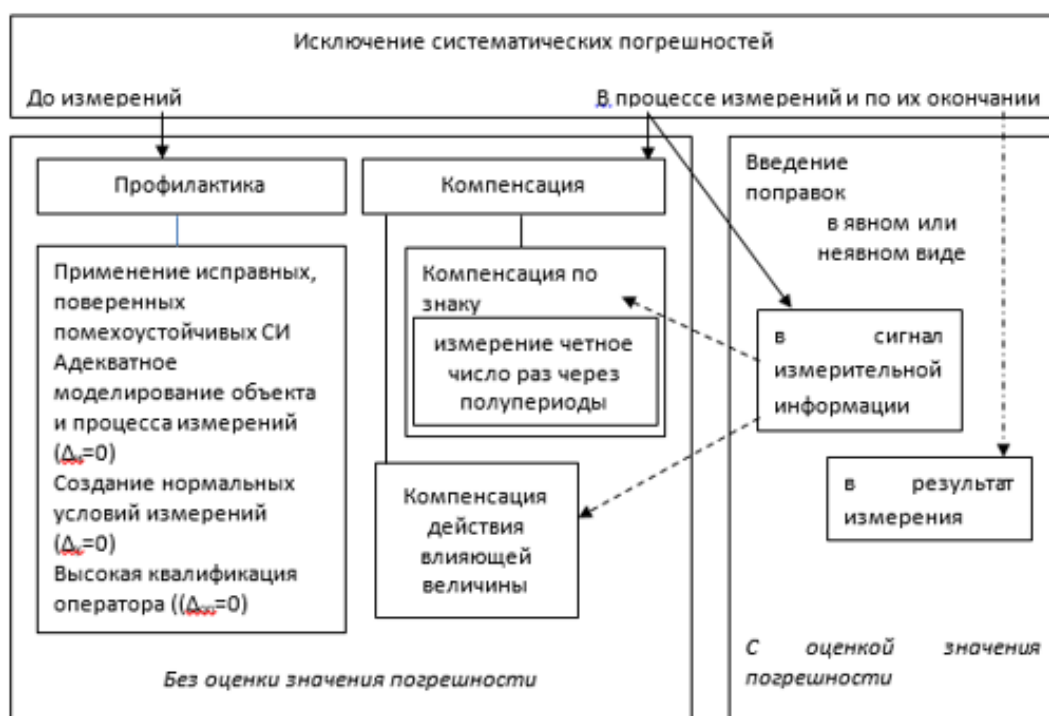 Исключение систематических погрешностей
До измерений
В процессе измерений и по их окончании
Профилактика
Применение исправных,
поверенных
помехоустойчивых СИ
Адекватное
моделирование объекта
и процесса измерений
=0)
Создание нормальных
условий измерений
=0)
Высокая квалификация
оператора =0)
Компенсация
Компенсация по
знаку
измерение четное
число раз через
полупериоды
Компенсация
действия
влияющей
величины
Без оценки значения погрешности
Введение
поправок
в явном или
неявном виде
в сигнал
измерительной
информации
в результат
измерения
С оценкой значения
погрешности